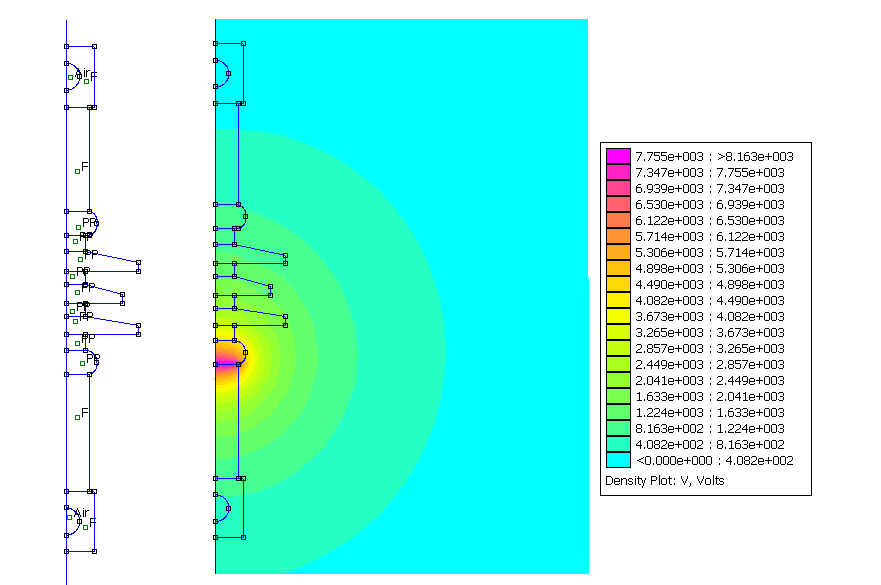 Air
F
F
PP
PP
PP
PP
PP
PP
PP
PP
PP
F
Air
F
7.755e+003 : >8.163e+003
7.347e+003 : 7.755e+003
6.939e+003 : 7.347e+003
6.530e+003 : 6.939e+003
6.122e+003 : 6.530e+003
5.714e+003 : 6.122e+003
5.306e+003 : 5.714e+003
4.898e+003 : 5.306e+003
4.490e+003 : 4.898e+003
4.082e+003 : 4.490e+003
3.673e+003 : 4.082e+003
3.265e+003 : 3.673e+003
2.857e+003 : 3.265e+003
2.449e+003 : 2.857e+003
2.041e+003 : 2.449e+003
1.633e+003 : 2.041e+003
1.224e+003 : 1.633e+003
8.163e+002 : 1.224e+003
4.082e+002 : 8.163e+002
<0.000e+000 : 4.082e+002
Density Plot: V, Volts